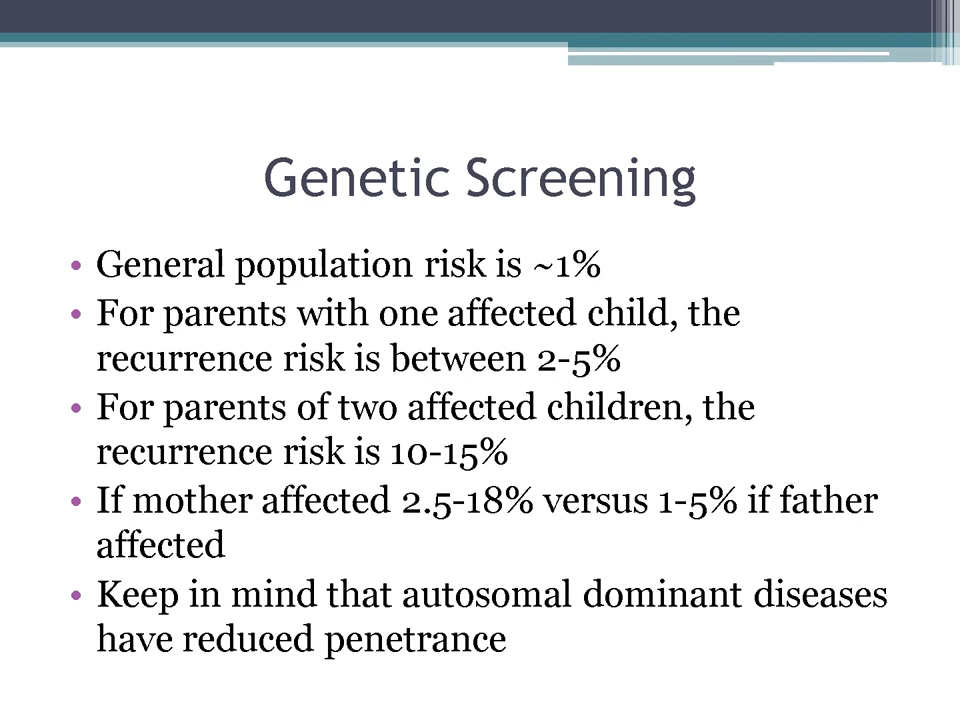 Genetic Screening
• General population risk is ~1%
• For parents with one affected child, the
recurrence risk is between 2-5%
• For parents of two affected children, the
recurrence risk is 10-15%
• If mother affected 2.5-18% versus 1-5% if father
affected
• Keep in mind that autosomal dominant diseases
have reduced penetrance